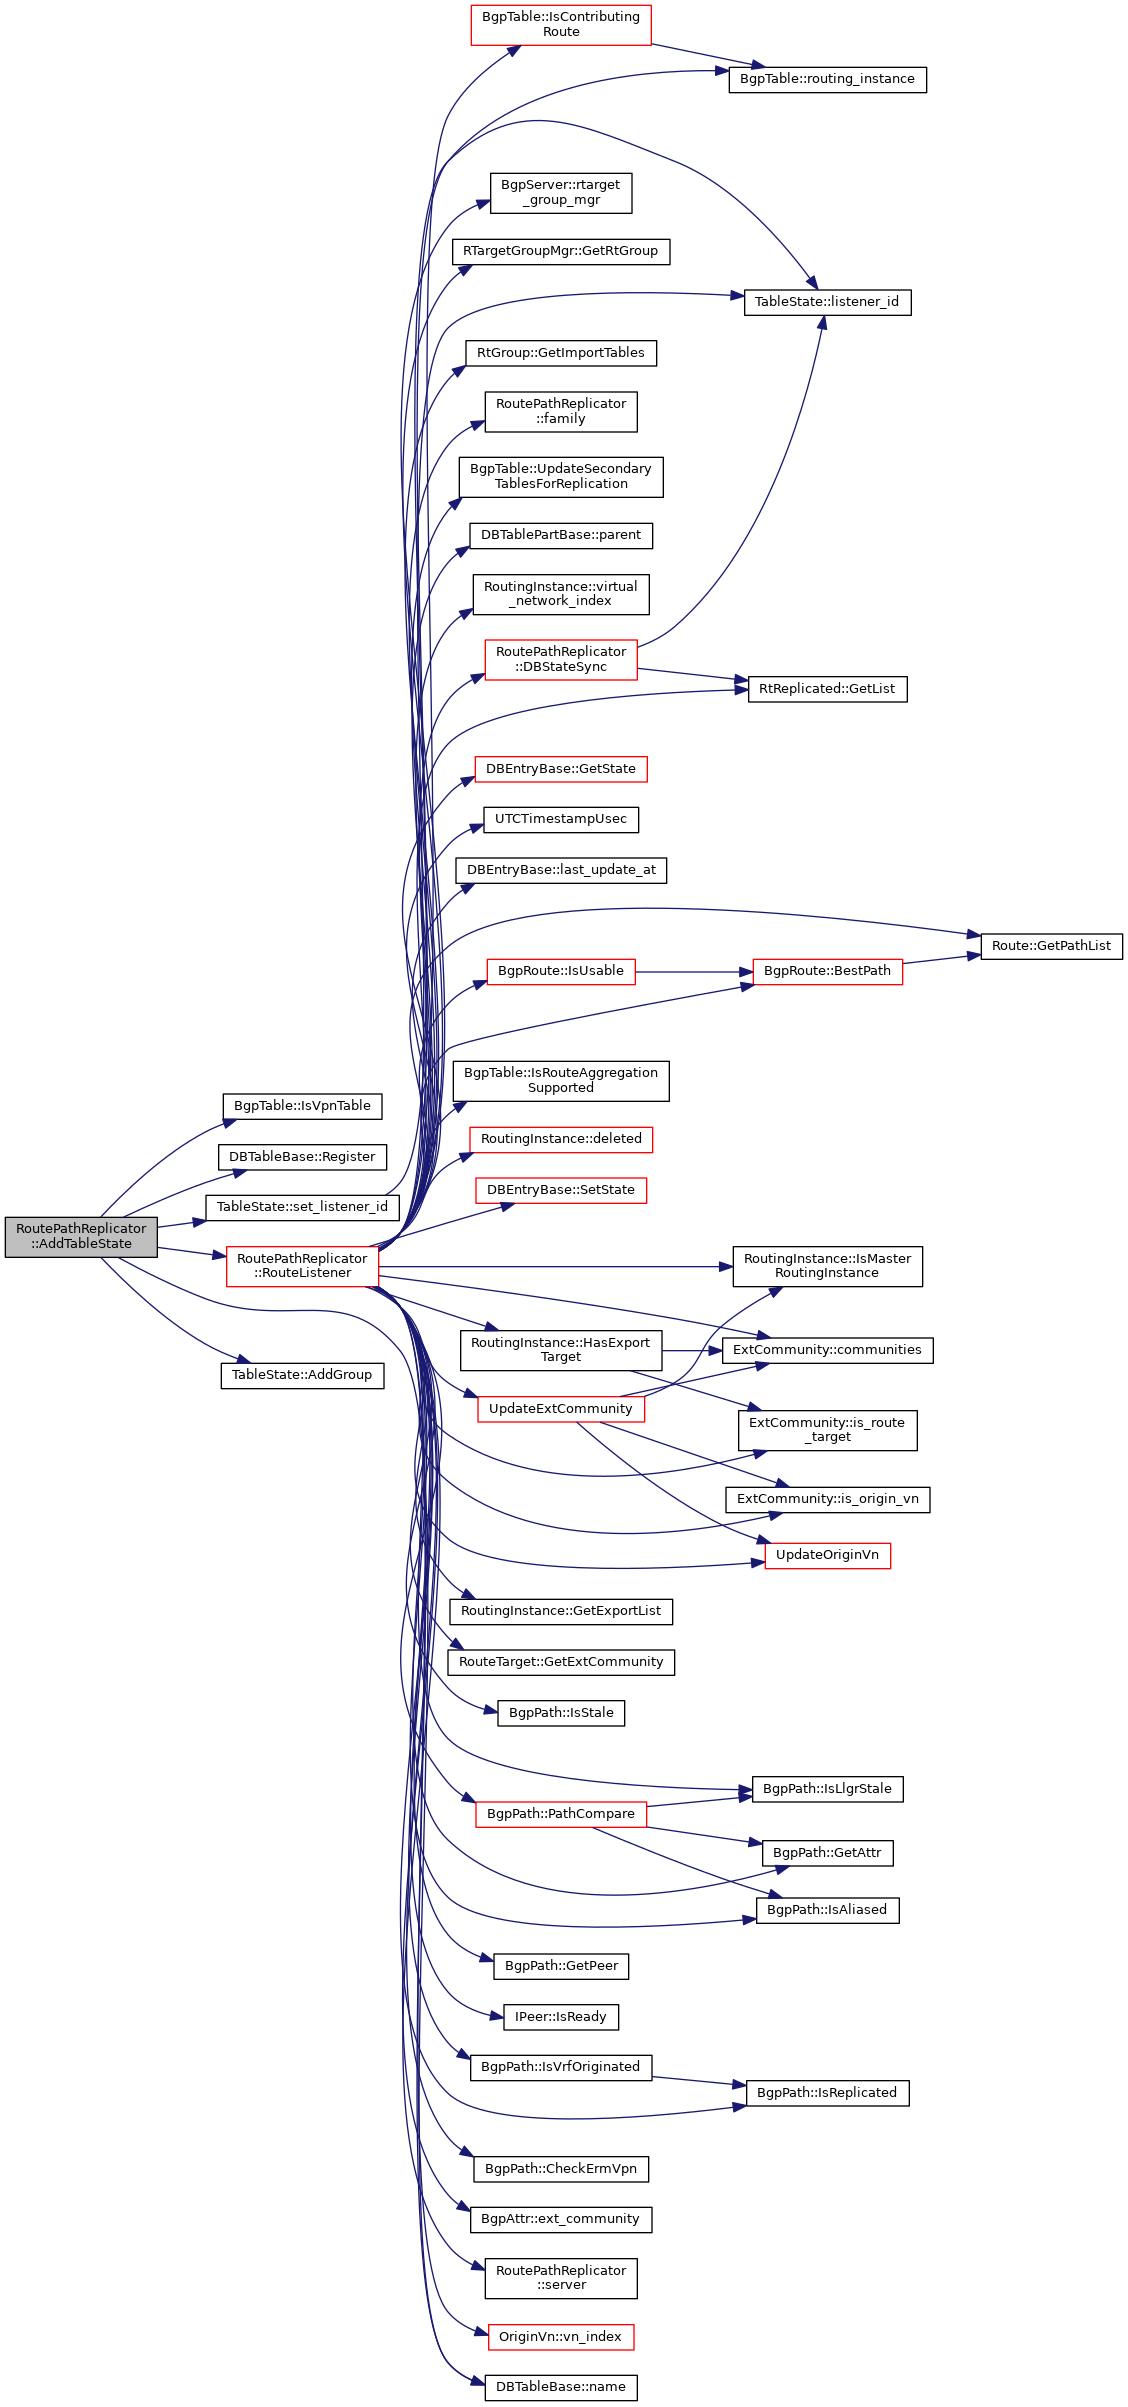 BgpTable::IsContributing
Route
BgpTable::routing_instance
BgpServer::rtarget
_group_mgr
RTargetGroupMgr::GetRtGroup
TableState::listener_id
RtGroup::GetImportTables
RoutePathReplicator
::family
BgpTable::UpdateSecondary
TablesForReplication
DBTablePartBase::parent
RoutingInstance::virtual
_network_index
RoutePathReplicator
::DBStateSync
RtReplicated::GetList
DBEntryBase::GetState
UTCTimestampUsec
DBEntryBase::last_update_at
Route::GetPathList
BgpRoute::IsUsable
BgpRoute::BestPath
BgpTable::IsRouteAggregation
Supported
BgpTable::IsVpnTable
RoutingInstance::deleted
DBTableBase::Register
DBEntryBase::SetState
TableState::set_listener_id
RoutePathReplicator
::AddTableState
RoutePathReplicator
::RouteListener
RoutingInstance::IsMaster
RoutingInstance
RoutingInstance::HasExport
Target
ExtCommunity::communities
TableState::AddGroup
UpdateExtCommunity
ExtCommunity::is_route
_target
ExtCommunity::is_origin_vn
UpdateOriginVn
RoutingInstance::GetExportList
RouteTarget::GetExtCommunity
BgpPath::IsStale
BgpPath::IsLlgrStale
BgpPath::PathCompare
BgpPath::GetAttr
BgpPath::IsAliased
BgpPath::GetPeer
IPeer::IsReady
BgpPath::IsVrfOriginated
BgpPath::IsReplicated
BgpPath::CheckErmVpn
BgpAttr::ext_community
RoutePathReplicator
::server
OriginVn::vn_index
DBTableBase::name